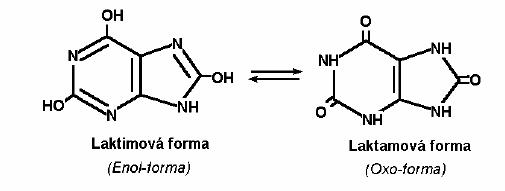 OH
O
N
N
NH
NH
OH
O
HO
N
NH
O
NH
NH
Laktimová forma
Laktamová forma
(Enol-forma)
(Oxo-forma)